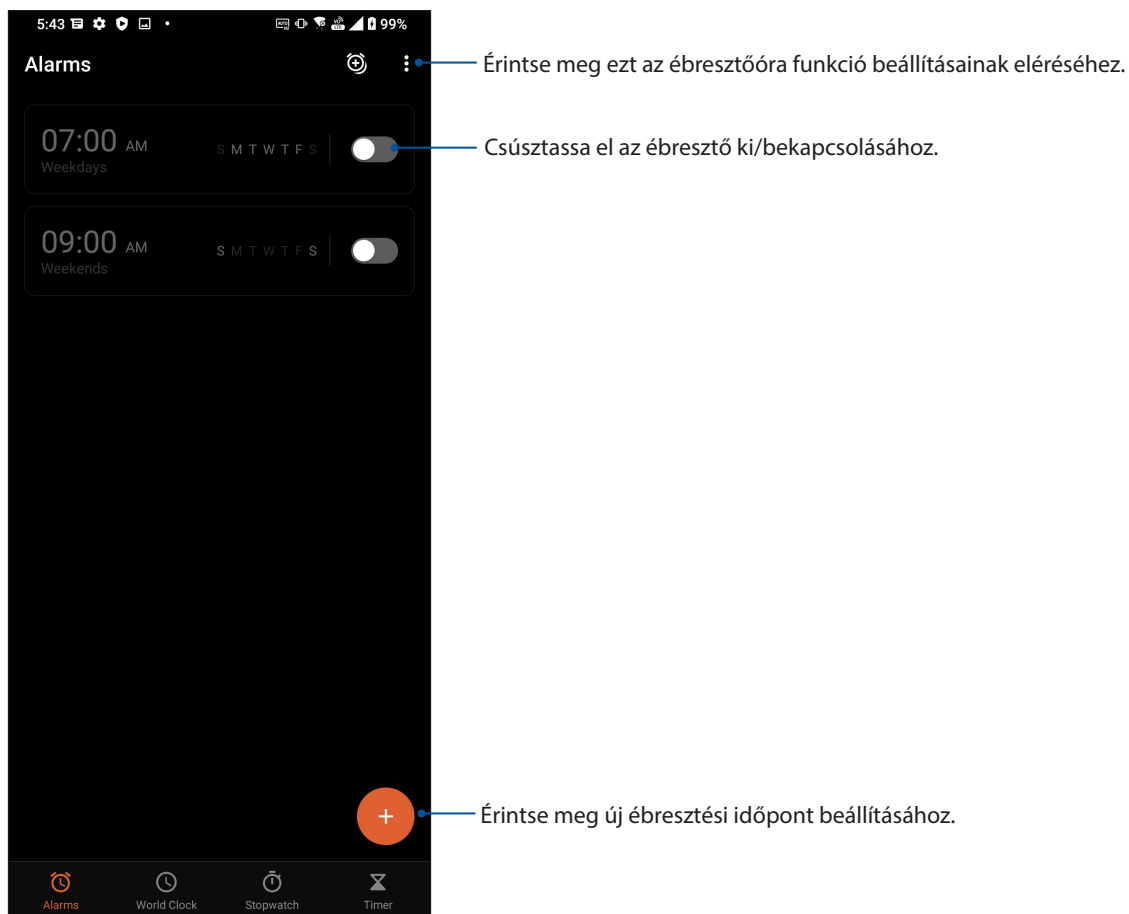 5:43 99%
Alarms
Érintse meg ezt az ébresztőóra funkció beállításainak eléréséhez.
07:00 AM S M T W T F S
Weekdays
Csúsztassa el az ébresztő ki/bekapcsolásához.
09:00 AM S M T W T F S
Weekends
+
Érintse meg új ébresztési időpont beállításához.
Alarms World Clock Stopwatch Timer